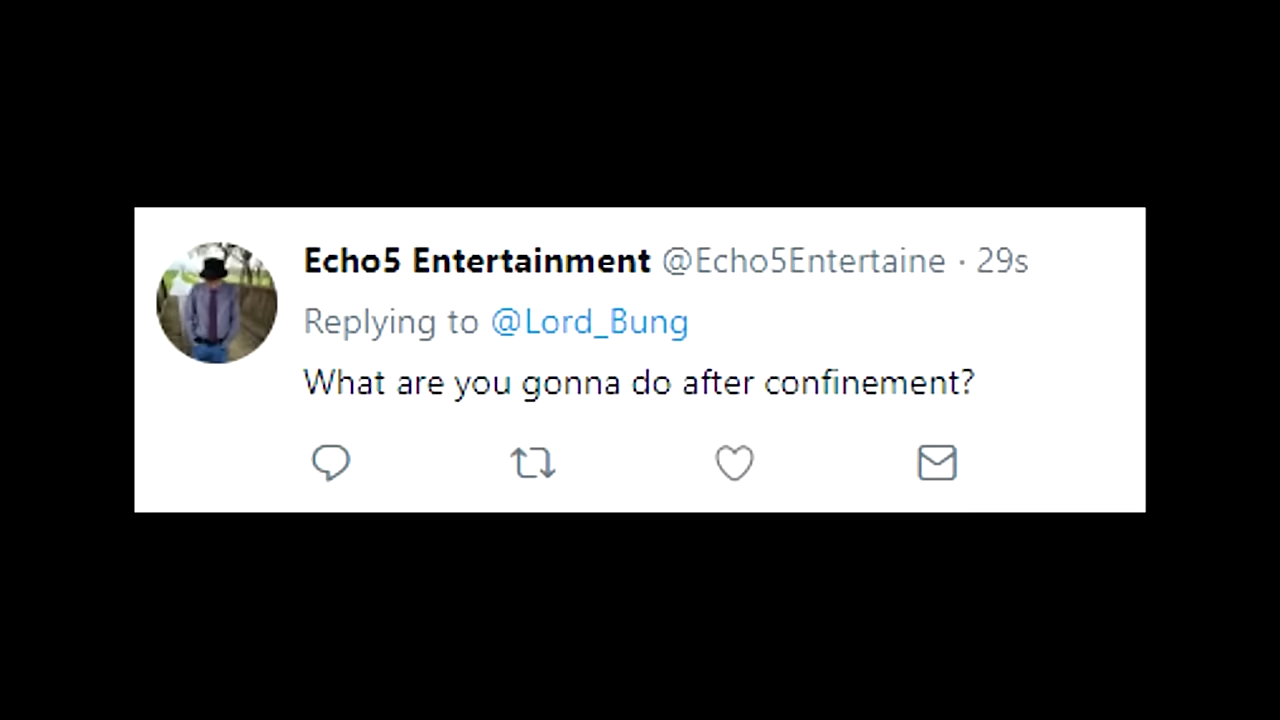 Echo5 Entertainment @Echo5Entertaine · 29s
Replying to @Lord_Bung
What are you gonna do after confinement?